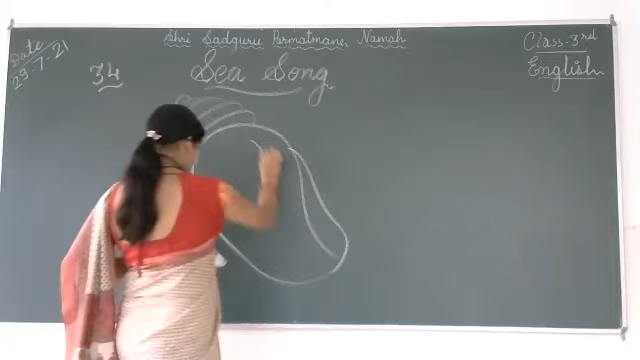 Shri Sadguru Parmatmane Namah
Date
29-7-21
Class-3rd
English
34
Sea Song